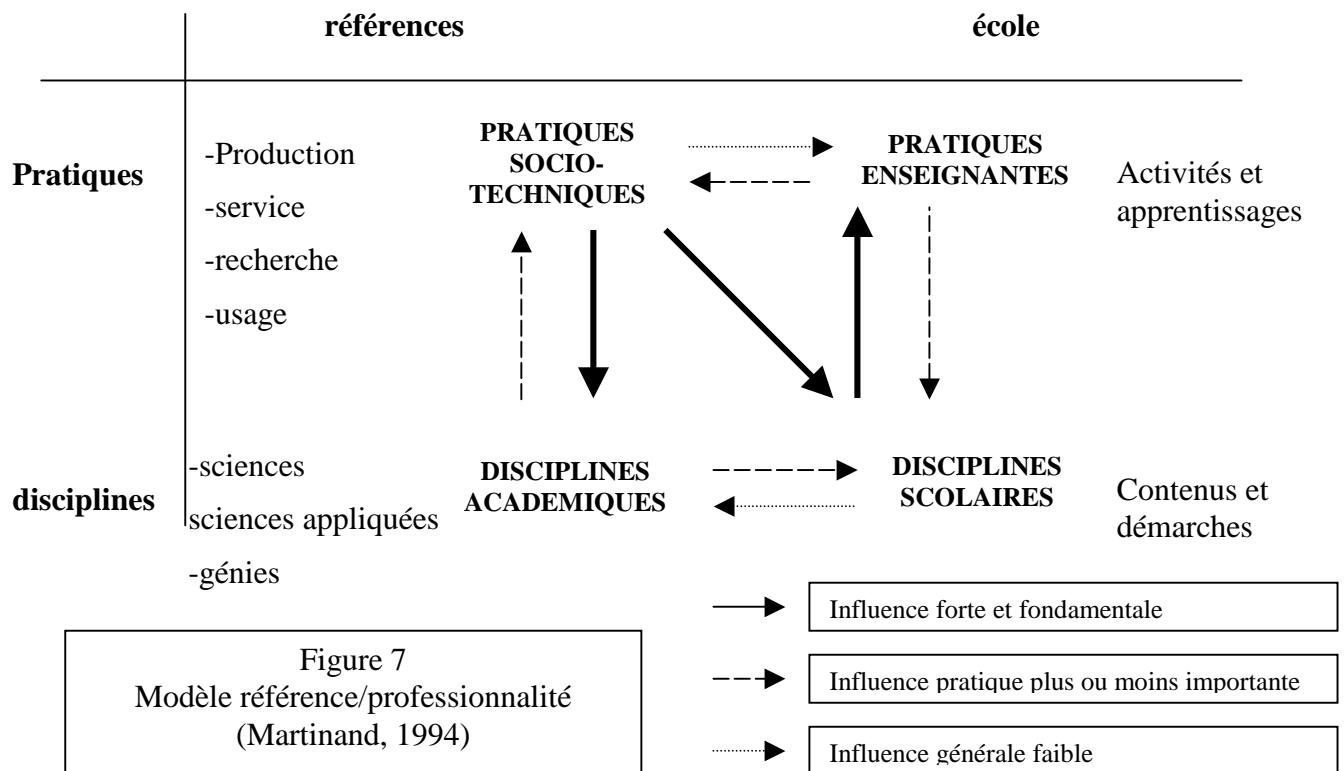 références
école
Pratiques
-Production
-service
-recherche
-usage
PRATIQUES
SOCIO-
TECHNIQUES
PRATIQUES
ENSEIGNANTES
Activités et
apprentissages
disciplines
-sciences
sciences appliquées
-génies
DISCIPLINES
ACADEMIQUES
DISCIPLINES
SCOLAIRES
Contenus et
démarches
Figure 7
Modèle référence/professionnalité
(Martinand, 1994)
Influence forte et fondamentale
Influence pratique plus ou moins importante
Influence générale faible